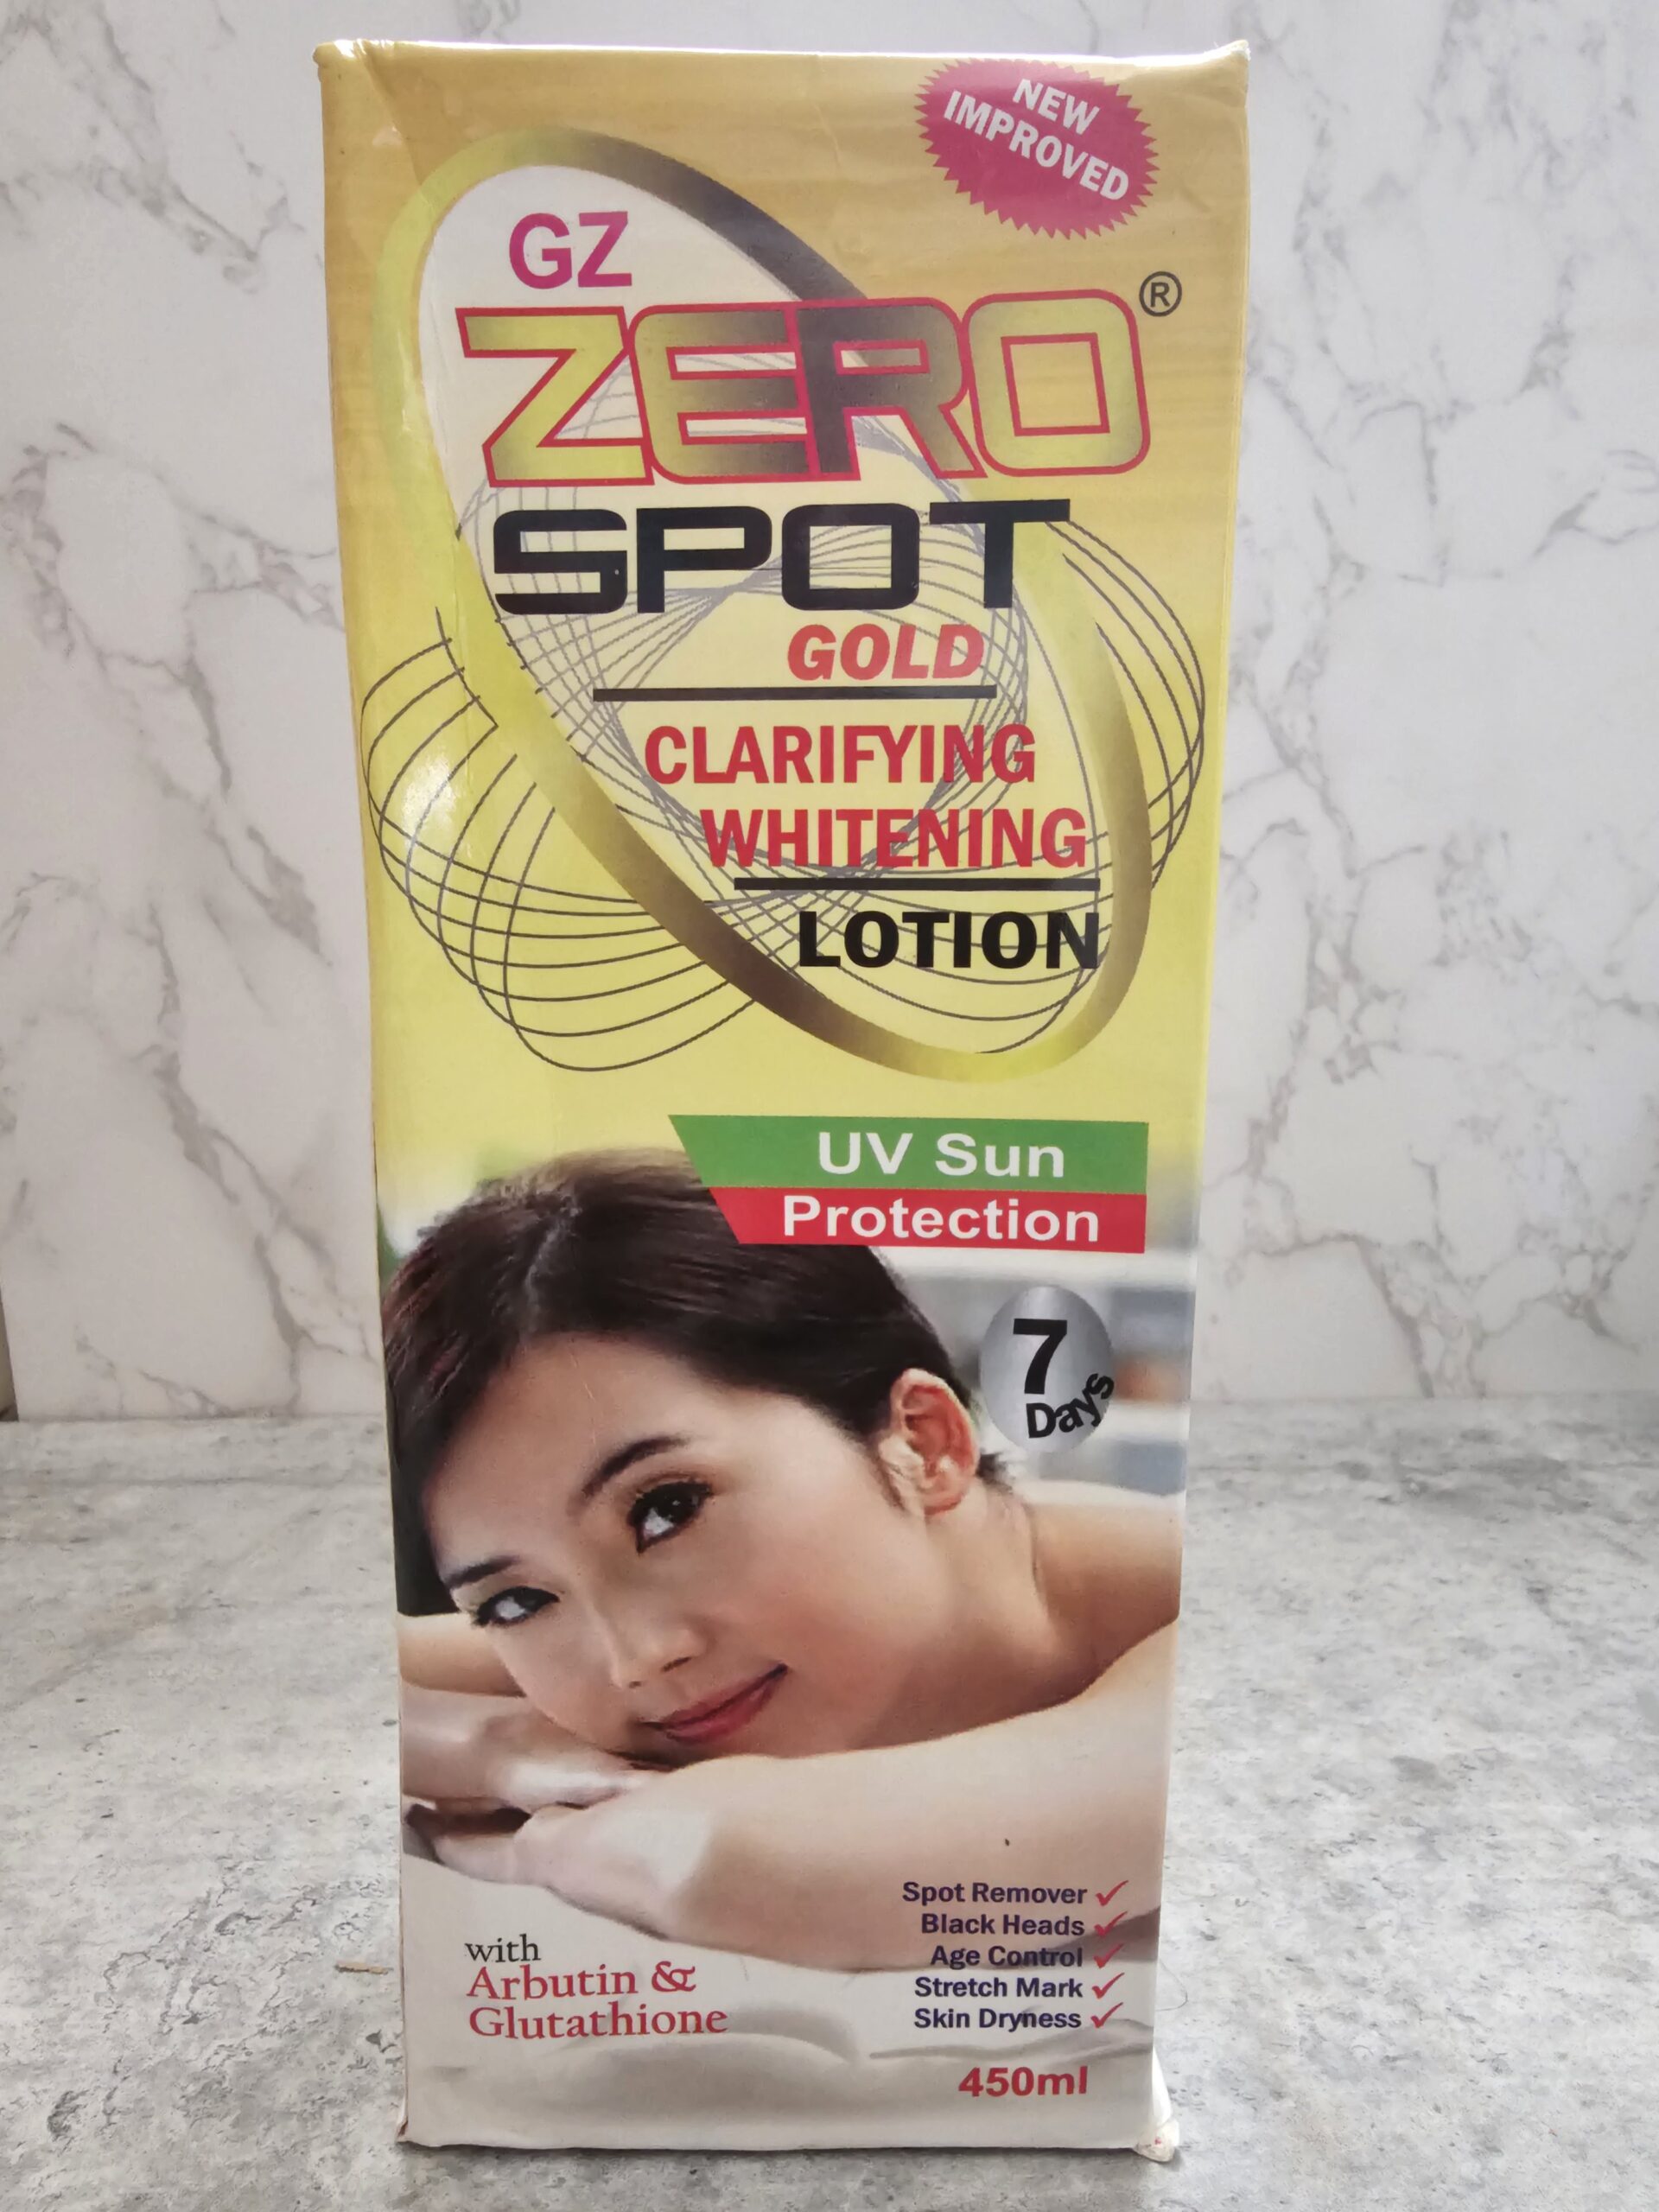 NEW
IMPROVED
GZ
ZERO®
SPOT
GOLD
CLARIFYING
WHITENING
LOTION
UV Sun
Protection
7
Days
Spot Remover ✓
Black Heads ✓
Age Control ✓
Stretch Mark ✓
Skin Dryness ✓
with
Arbutin &
Glutathione
450ml